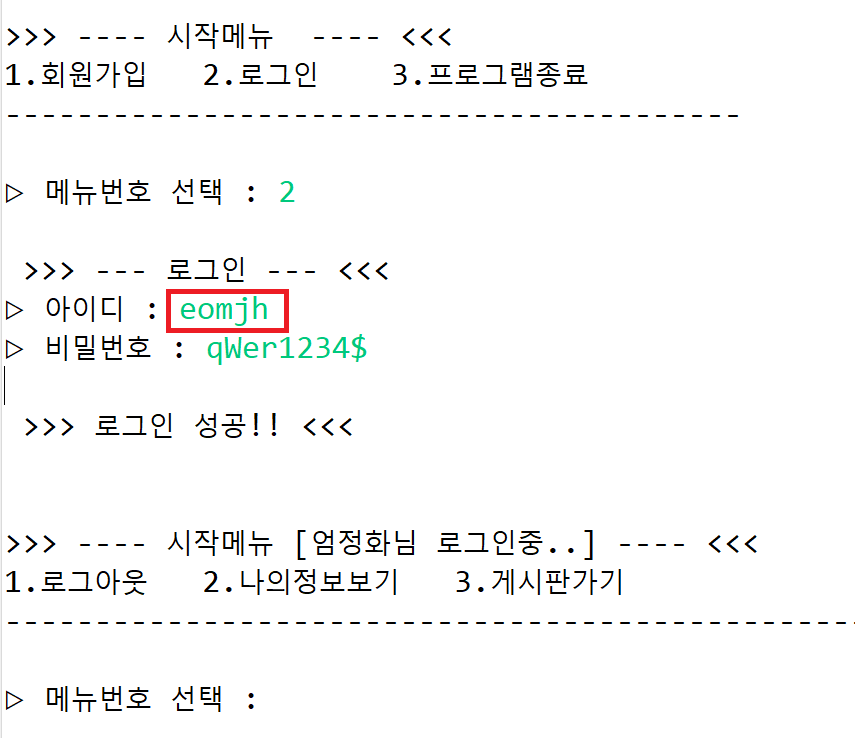 >>> ---- 시작메뉴  ---- <<<
1.회원가입   2.로그인    3.프로그램종료
-----------------------------------------
▷ 메뉴번호 선택 : 2
>>> --- 로그인 --- <<<
▷ 아이디 : eomjh
▷ 비밀번호 : qWer1234$
>>> 로그인 성공!! <<<
>>> ---- 시작메뉴 [엄정화님 로그인중..] ---- <<<
1.로그아웃   2.나의정보보기   3.게시판가기
------------------------------------------------
▷ 메뉴번호 선택 :